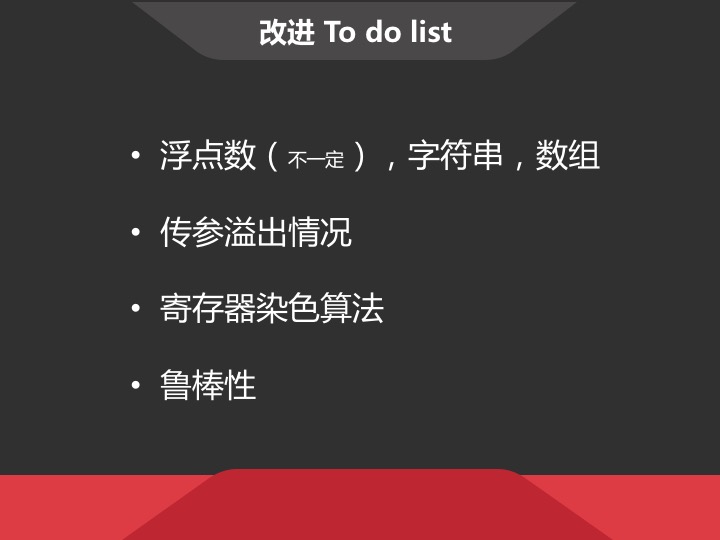 改进 To do list
• 浮点数（不一定），字符串，数组
• 传参溢出情况
• 寄存器染色算法
• 鲁棒性